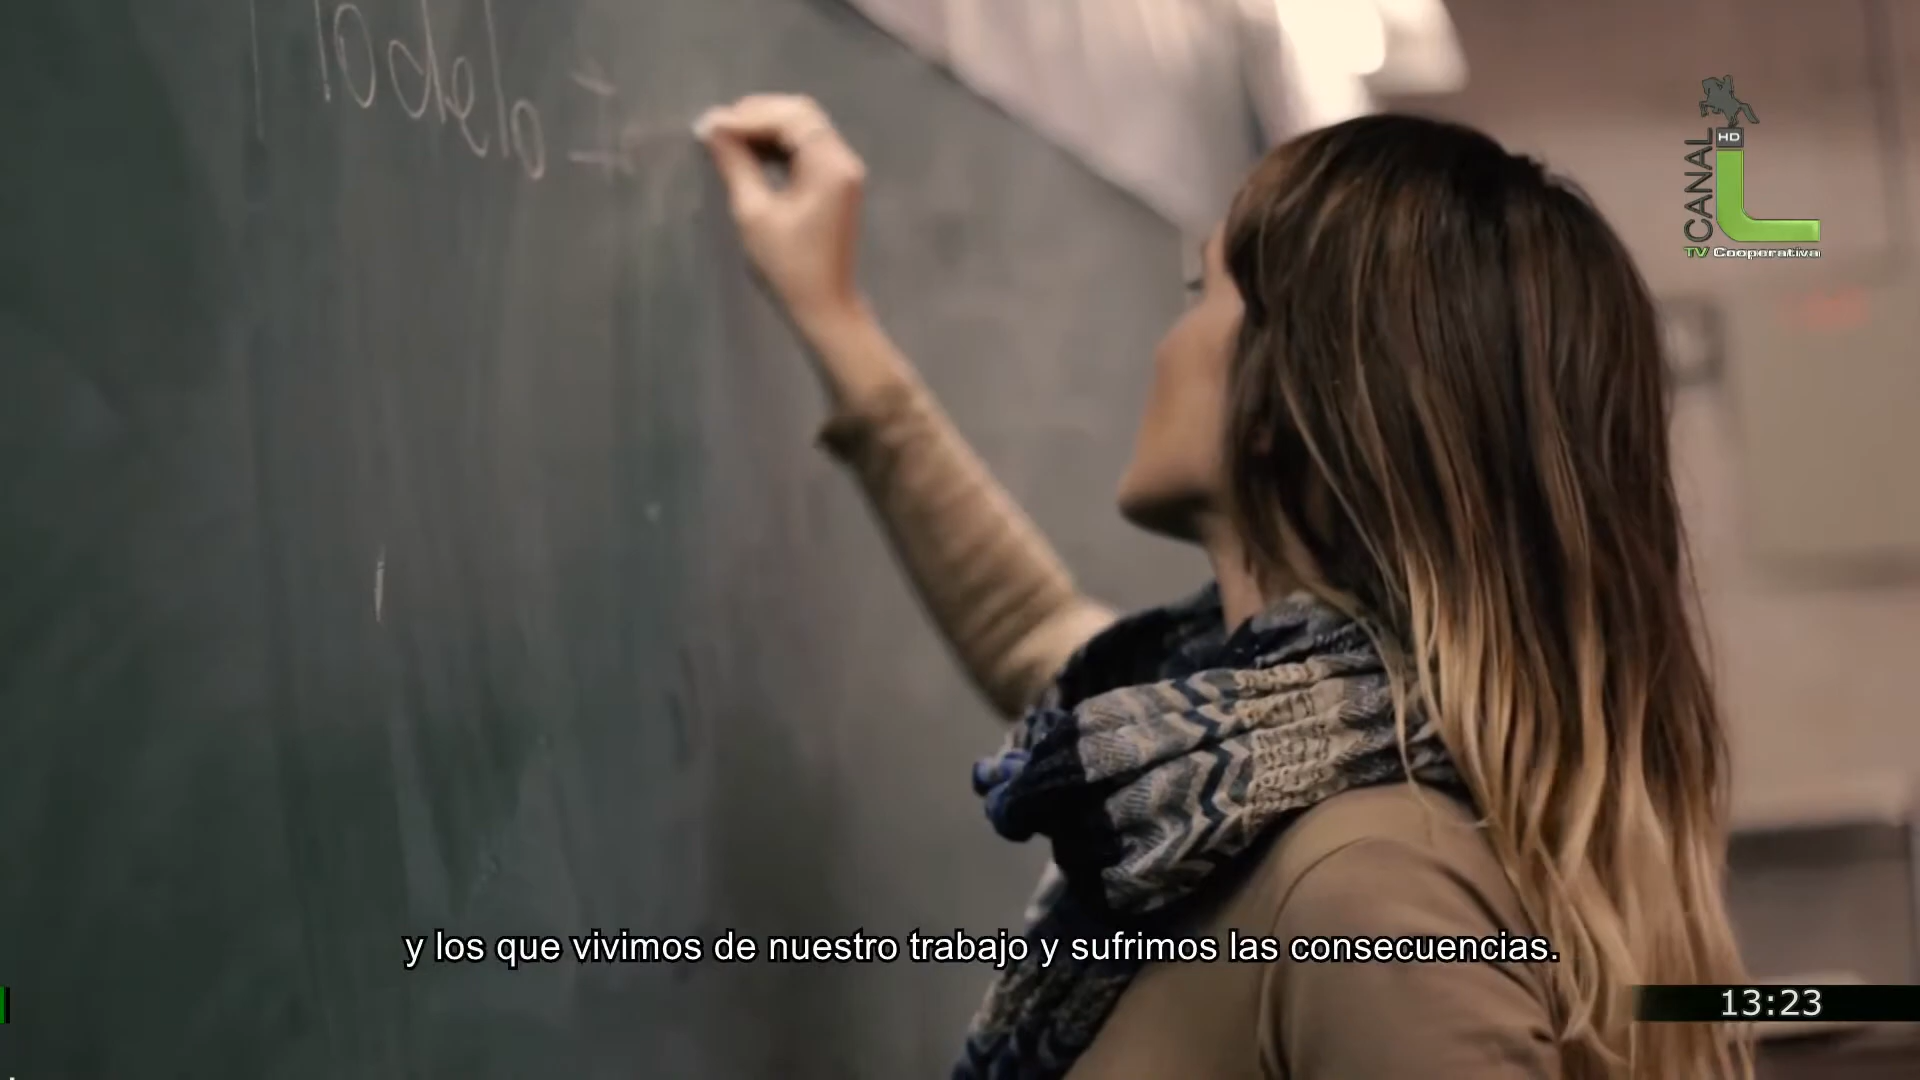 Modelo I
CANAL
HD
L
TV Cooperativa
y los que vivimos de nuestro trabajo y sufrimos las consecuencias.
13:23